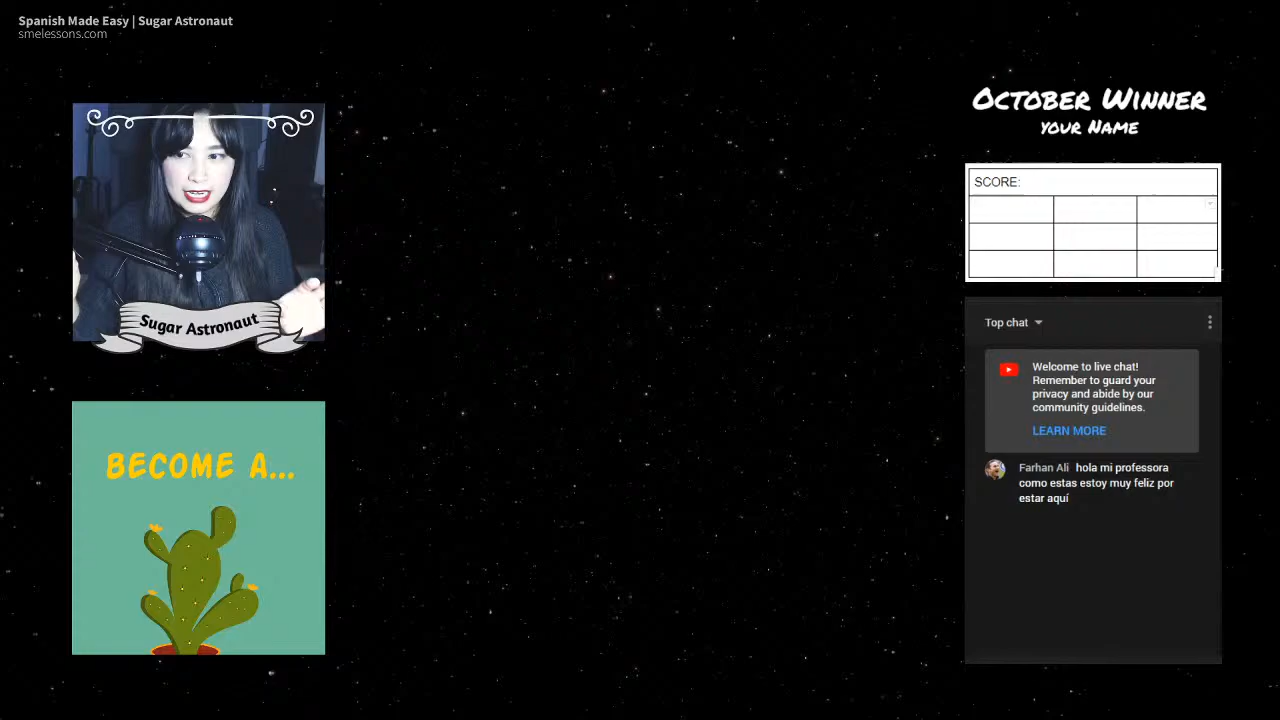 Spanish Made Easy | Sugar Astronaut
smelessons.com
Sugar Astronaut
BECOME A...
OCTOBER WINNER
YOUR NAME
SCORE:
Top chat
Welcome to live chat!
Remember to guard your
privacy and abide by our
community guidelines.
LEARN MORE
Farhan Ali hola mi professora
como estas estoy muy feliz por
estar aquí